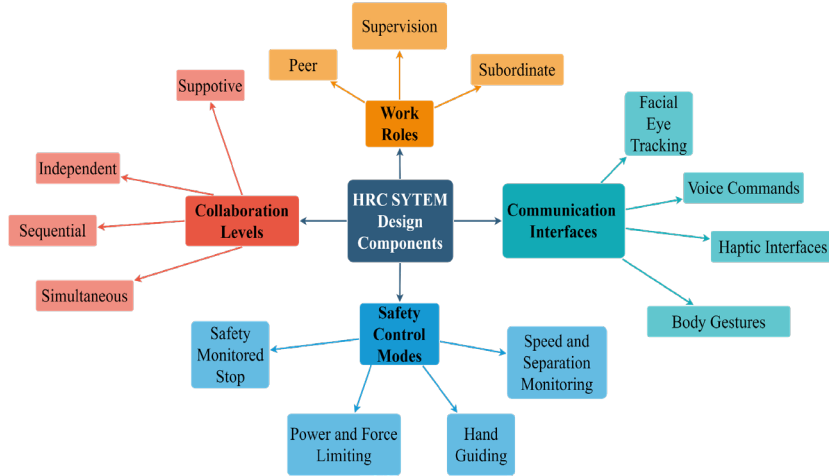 Supervision
Peer
Subordinate
Work
Roles
Suppotive
Independent
Sequential
Simultaneous
Collaboration
Levels
HRC SYTEM
Design
Components
Communication
Interfaces
Facial
Eye
Tracking
Voice Commands
Haptic Interfaces
Body Gestures
Safety
Control
Modes
Safety
Monitored
Stop
Power and Force
Limiting
Hand
Guiding
Speed and
Separation
Monitoring